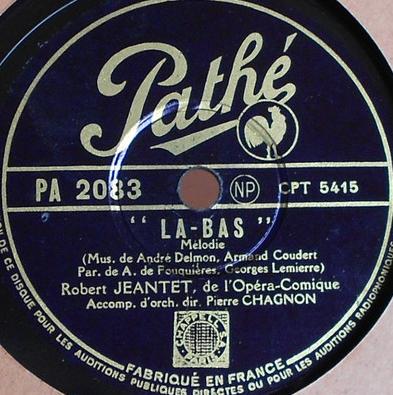 Pathé
PA 2083 NP CPT 5415
“ LA-BAS ”
Mélodie
(Mus. de André Delmon, Armand Coudert
Par. de A. de Fouquières, Georges Lemierre)
Robert JEANTET, de l'Opéra-Comique
Accomp. d'orch. dir. Pierre CHAGNON
FABRIQUÉ EN FRANCE
ON DE CE DISQUE POUR LES AUDITIONS PUBLIQUES DIRECTES OU POUR LES AUDITIONS RADIOPHONIQUES